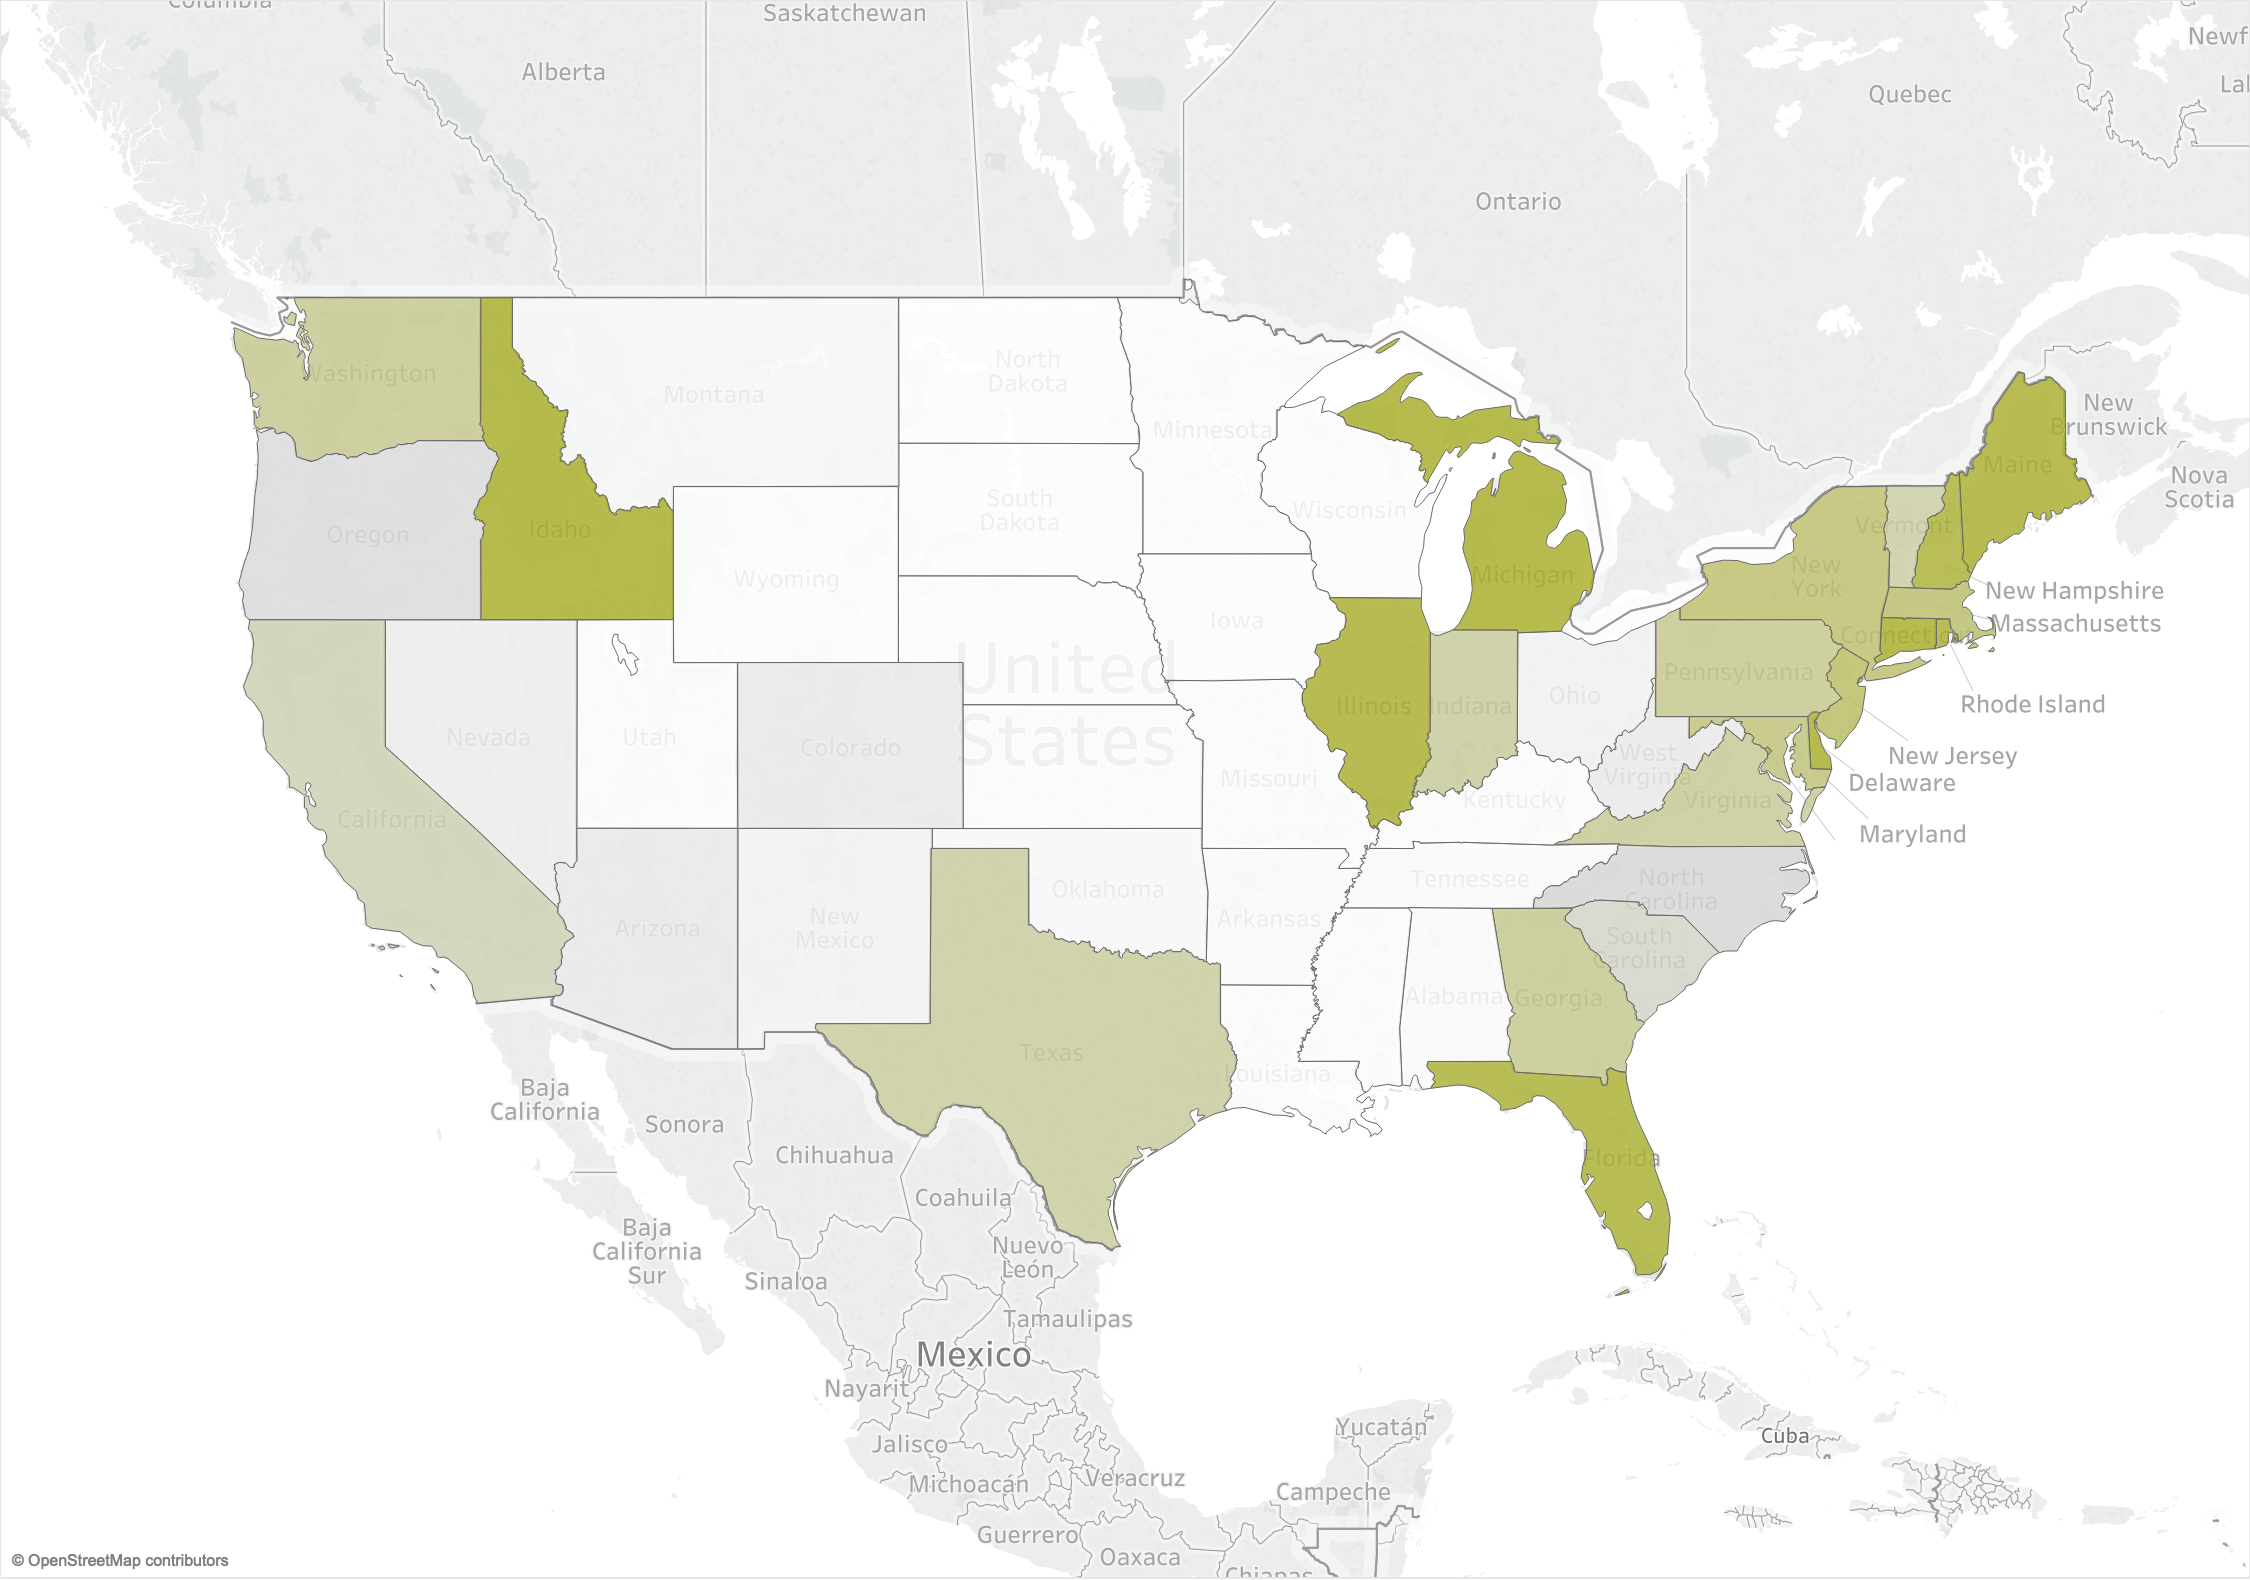 Columbia
Saskatchewan
Newf
Alberta
Lal
Quebec
Ontario
Washington
North
Dakota
Montana
New
Brunswick
Minnesota
Maine
Nova
Scotia
South
Dakota
Wisconsin
Oregon
Idaho
Vermont
Wyoming
Michigan
New
York
New Hampshire
Iowa
Massachusetts
Connecticut
United
States
Pennsylvania
Ohio
Illinois
Indiana
Rhode Island
Nevada
Utah
Colorado
West
Virginia
New Jersey
Missouri
Delaware
Kentucky
Virginia
California
Maryland
Tennessee
North
Carolina
Oklahoma
Arizona
New
Mexico
Arkansas
South
Carolina
Alabama
Georgia
Texas
Louisiana
Baja
California
Sonora
Chihuahua
Florida
Coahuila
Baja
California
Sur
Nuevo
León
Sinaloa
Tamaulipas
Mexico
Nayarit
Yucatán
Cuba
Jalisco
Michoacán
Veracruz
Campeche
Guerrero
Oaxaca
Chiapas
© OpenStreetMap contributors